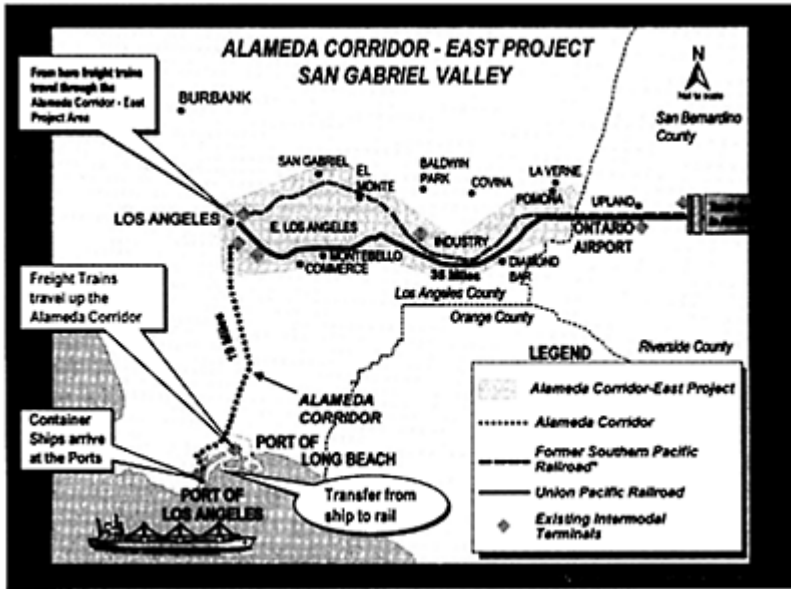 ALAMEDA CORRIDOR - EAST PROJECT
SAN GABRIEL VALLEY
From here freight trains
travel through the
Alameda Corridor - East
Project Area
BURBANK
N
Not to scale
San Bernardino
County
SAN GABRIEL
EL
MONTE
BALDWIN
PARK
COVINA
LA VERNE
POMONA
UPLAND
LOS ANGELES
E. LOS ANGELES
INDUSTRY
ONTARIO
AIRPORT
MONTEBELLO
COMMERCE
35 Miles
DIAMOND
BAR
Freight Trains
travel up the
Alameda Corridor
Los Angeles County
Orange County
Riverside County
Miles
ALAMEDA
CORRIDOR
Container
Ships arrive
at the Ports
PORT OF
LONG BEACH
PORT OF
LOS ANGELES
Transfer from
ship to rail
LEGEND
Alameda Corridor-East Project
Alameda Corridor
Former Southern Pacific
Railroad*
Union Pacific Railroad
Existing Intermodal
Terminals